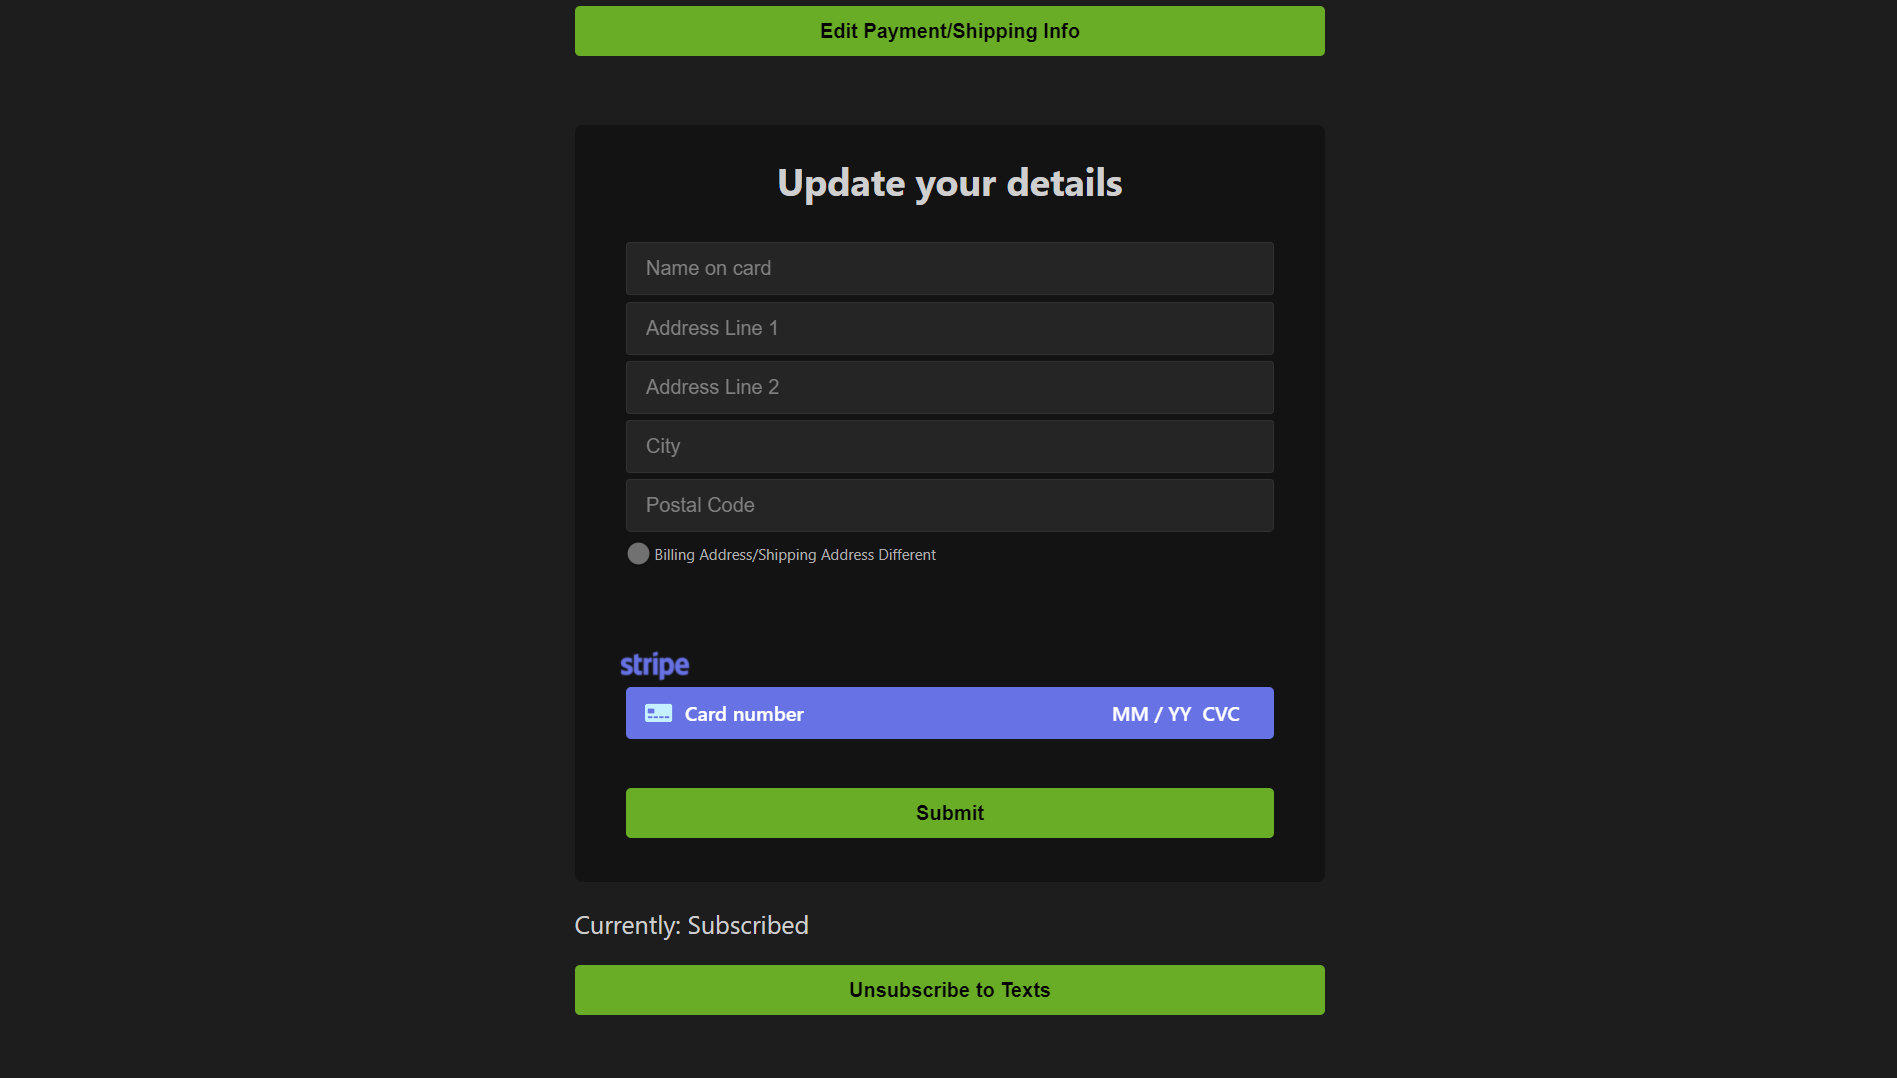 Edit Payment/Shipping Info
Update your details
Name on card
Address Line 1
Address Line 2
City
Postal Code
Billing Address/Shipping Address Different
stripe
Card number MM / YY CVC
Submit
Currently: Subscribed
Unsubscribe to Texts